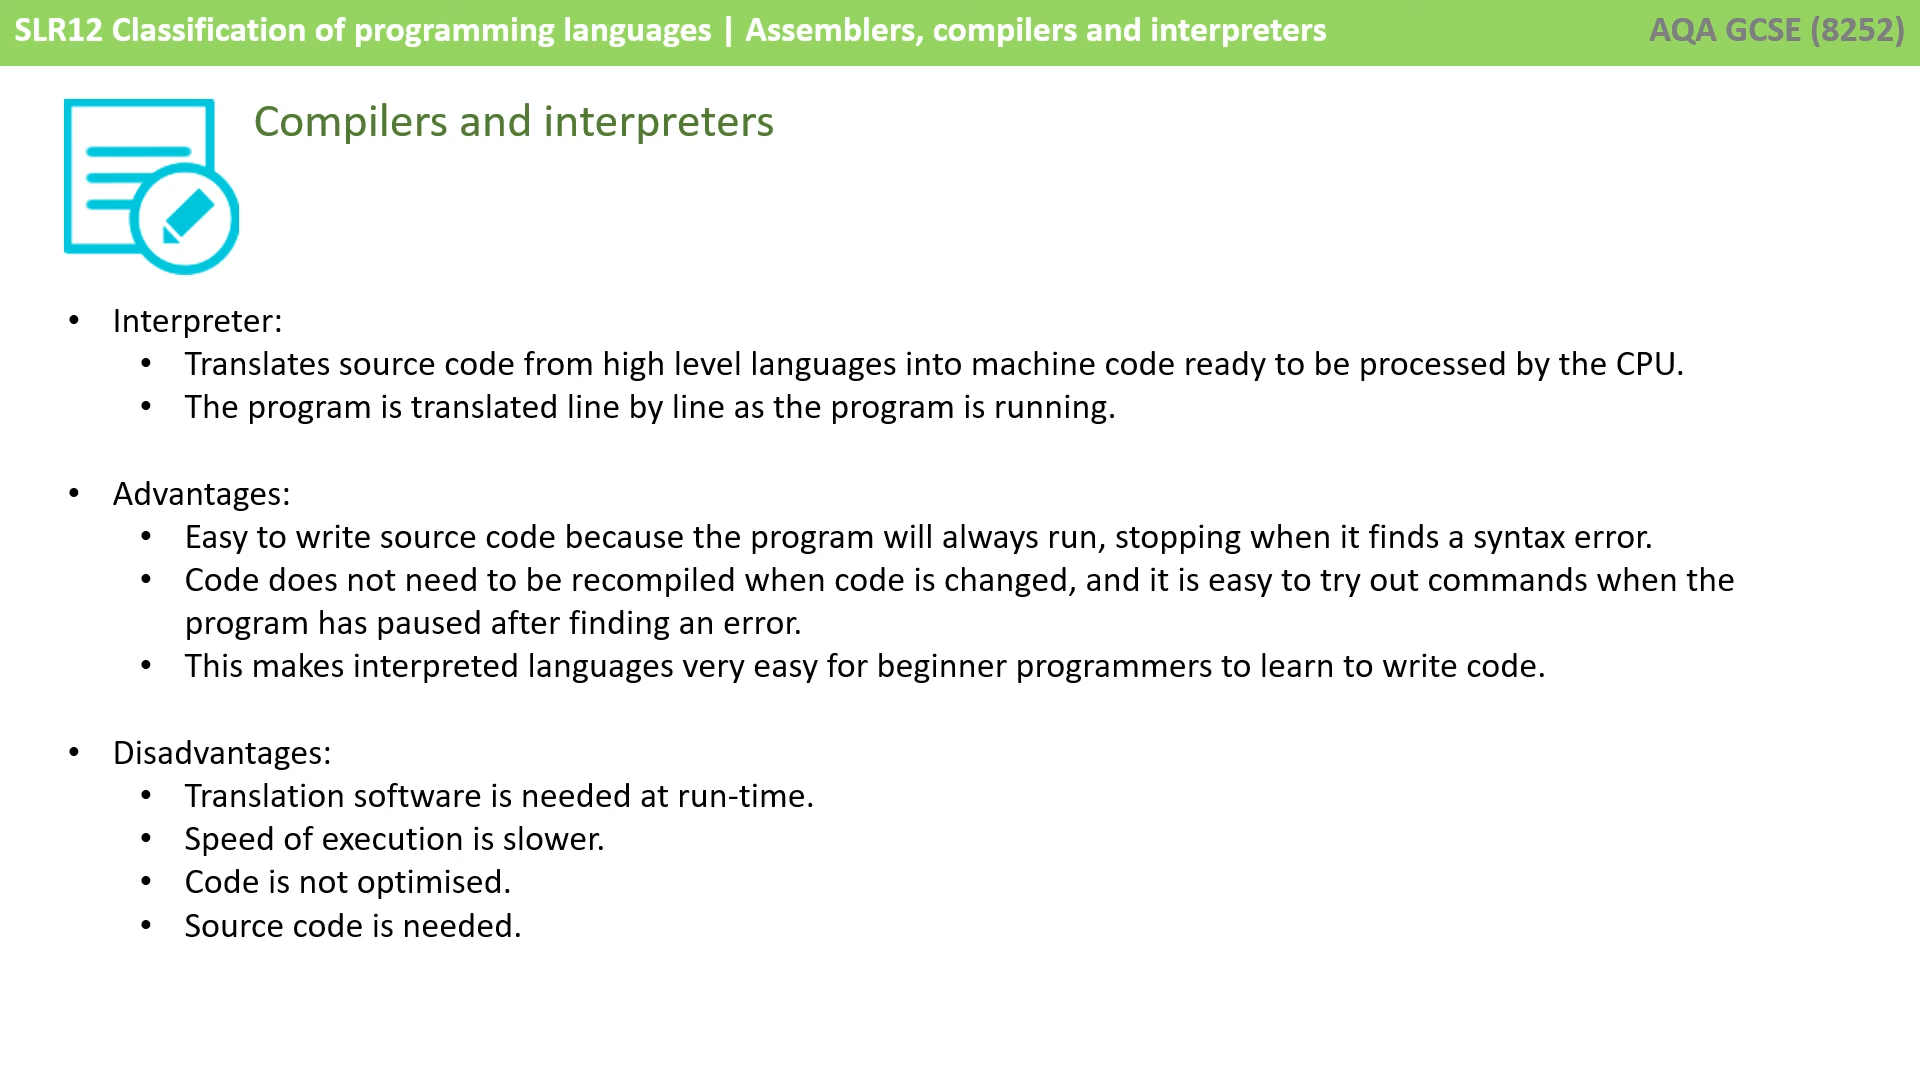 SLR12 Classification of programming languages | Assemblers, compilers and interpreters
AQA GCSE (8252)
Compilers and interpreters
• Interpreter:
• Translates source code from high level languages into machine code ready to be processed by the CPU.
• The program is translated line by line as the program is running.
• Advantages:
• Easy to write source code because the program will always run, stopping when it finds a syntax error.
• Code does not need to be recompiled when code is changed, and it is easy to try out commands when the
program has paused after finding an error.
• This makes interpreted languages very easy for beginner programmers to learn to write code.
• Disadvantages:
• Translation software is needed at run-time.
• Speed of execution is slower.
• Code is not optimised.
• Source code is needed.